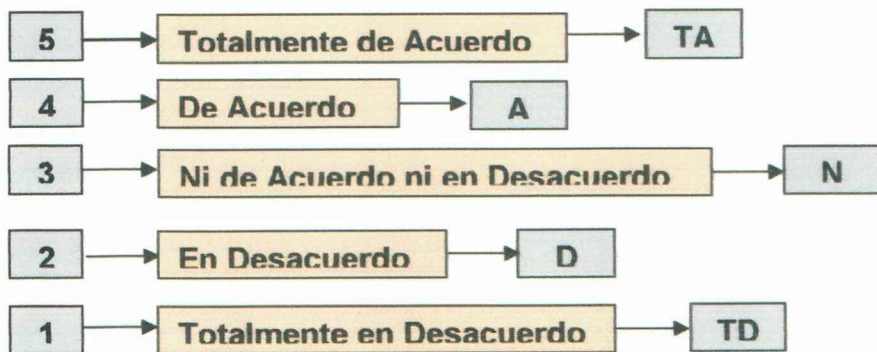 5 Totalmente de Acuerdo TA
4 De Acuerdo A
3 Ni de Acuerdo ni en Desacuerdo N
2 En Desacuerdo D
1 Totalmente en Desacuerdo TD